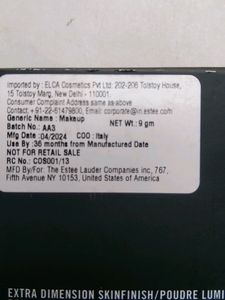 Imported by : ELCA Cosmetics Pvt Ltd. 202-206 Tolstoy House,
15 Tolstoy Marg, New Delhi - 110001.
Consumer Complaint Address same as-above
Contact : +91-22-61479800, Email: corporate@in.estee.com
Generic Name : Makeup
NET Wt.: 9 gm
Batch No.: AA3
Mfg Date : 04/2024 COO : Italy
Use By : 36 months from Manufactured Date
NOT FOR RETAIL SALE
RC No.: COS001/13
MFD By/For: The Estee Lauder Companies inc, 767,
Fifth Avenue NY 10153, United States of America
EXTRA DIMENSION SKINFINISH/POUDRE LUMI